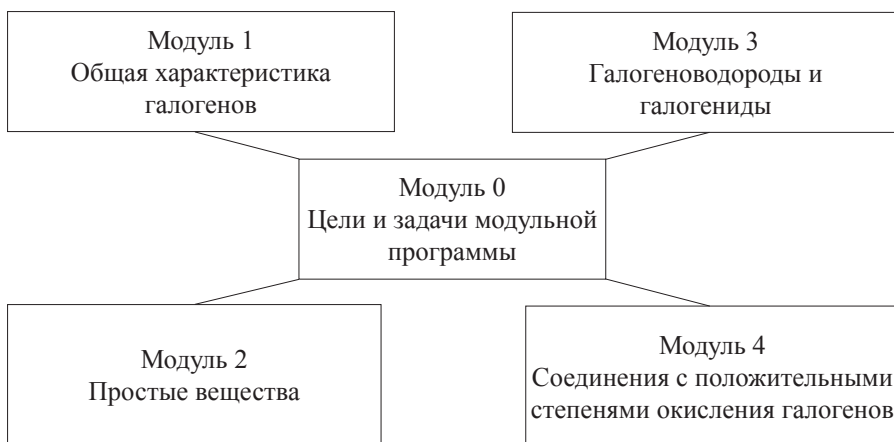 Модуль 1
Общая характеристика
галогенов
Модуль 3
Галогеноводороды и
галогениды
Модуль 0
Цели и задачи модульной
программы
Модуль 2
Простые вещества
Модуль 4
Соединения с положительными
степенями окисления галогенов